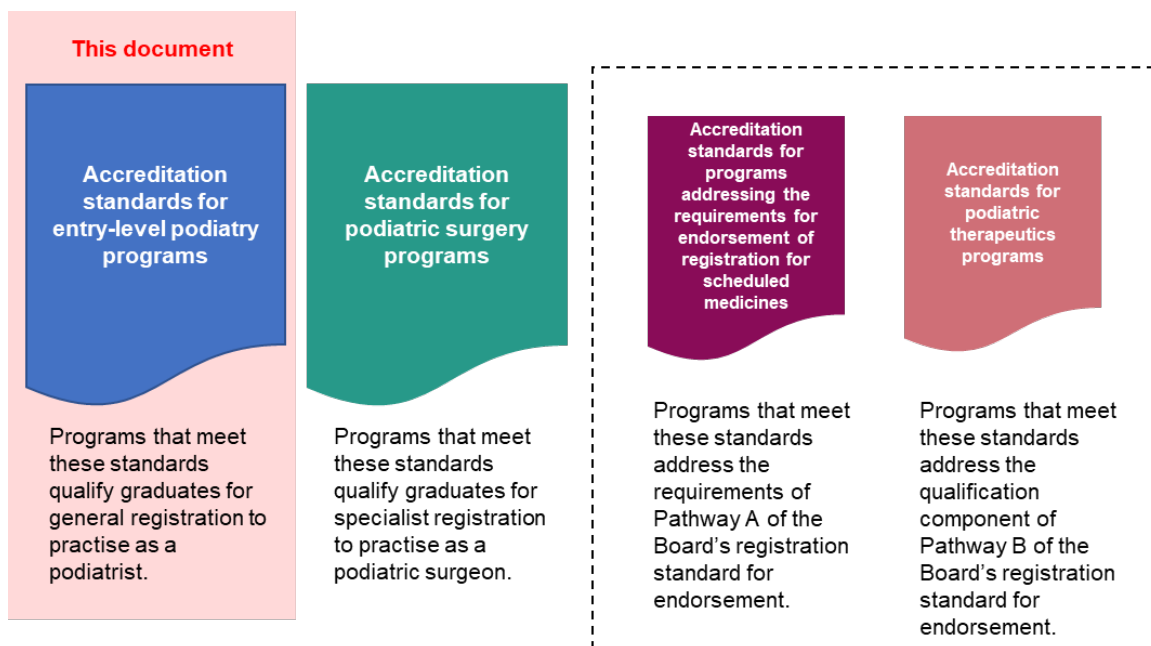 This document
Accreditation
standards for
entry-level podiatry
programs
Programs that meet
these standards
qualify graduates for
general registration to
practise as a
podiatrist.
Accreditation
standards for
podiatric surgery
programs
Programs that meet
these standards
qualify graduates for
specialist registration
to practise as a
podiatric surgeon.
Accreditation
standards for
programs
addressing the
requirements for
endorsement of
registration for
scheduled
medicines
Programs that meet
these standards
address the
requirements of
Pathway A of the
Board’s registration
standard for
endorsement.
Accreditation
standards for
podiatric
therapeutics
programs
Programs that meet
these standards
address the
qualification
component of
Pathway B of the
Board’s registration
standard for
endorsement.